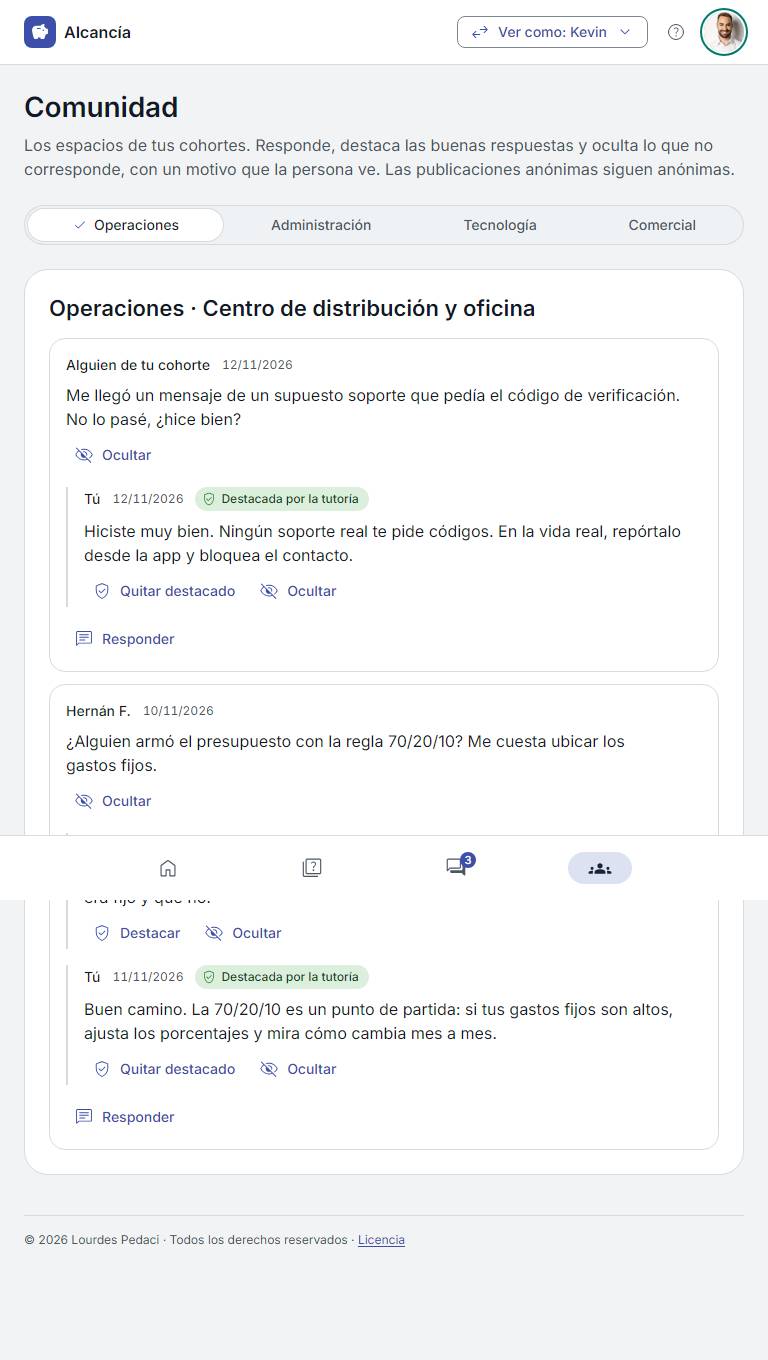 Alcancía
Ver como: Kevin
Comunidad
Los espacios de tus cohortes. Responde, destaca las buenas respuestas y oculta lo que no
corresponde, con un motivo que la persona ve. Las publicaciones anónimas siguen anónimas.
Operaciones
Administración
Tecnología
Comercial
Operaciones · Centro de distribución y oficina
Alguien de tu cohorte 12/11/2026
Me llegó un mensaje de un supuesto soporte que pedía el código de verificación.
No lo pasé, ¿hice bien?
Ocultar
Tú 12/11/2026 Destacada por la tutoría
Hiciste muy bien. Ningún soporte real te pide códigos. En la vida real, repórtalo
desde la app y bloquea el contacto.
Quitar destacado Ocultar
Responder
Hernán F. 10/11/2026
¿Alguien armó el presupuesto con la regla 70/20/10? Me cuesta ubicar los
gastos fijos.
Ocultar
3
era fijo y qué no.
Destacar Ocultar
Tú 11/11/2026 Destacada por la tutoría
Buen camino. La 70/20/10 es un punto de partida: si tus gastos fijos son altos,
ajusta los porcentajes y mira cómo cambia mes a mes.
Quitar destacado Ocultar
Responder
© 2026 Lourdes Pedaci · Todos los derechos reservados · Licencia